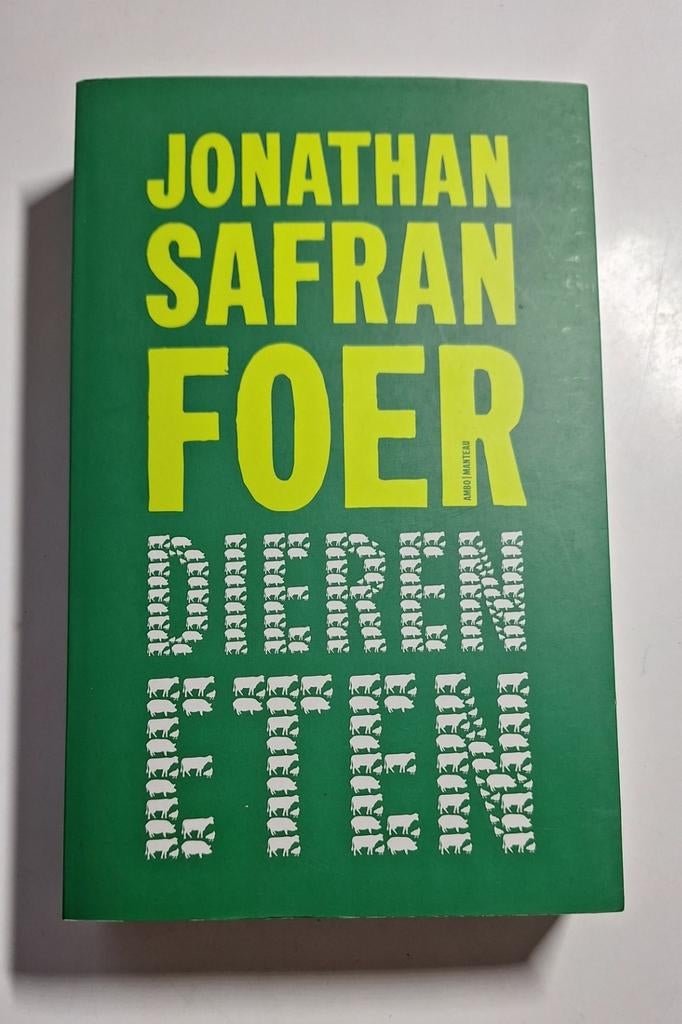 JONATHAN
SAFRAN
FOER
AMBO|MANTEAU
DIEREN
ETEN